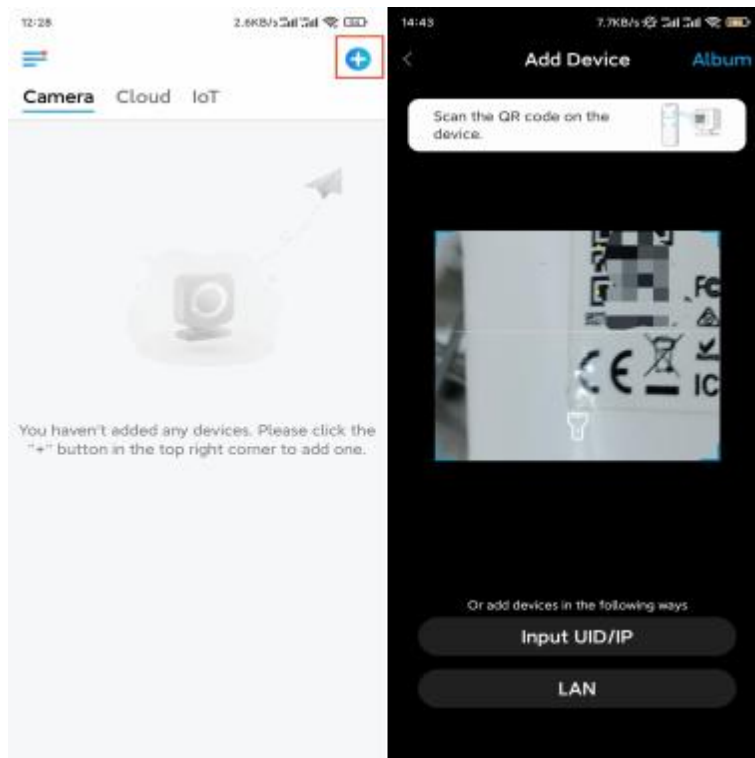 12:28
2.6KB/s
Camera Cloud IoT
You haven't added any devices. Please click the
"+" button in the top right corner to add one.
14:43
7.7KB/s
Add Device
Album
Scan the QR code on the
device.
FC
CE
IC
Or add devices in the following ways
Input UID/IP
LAN